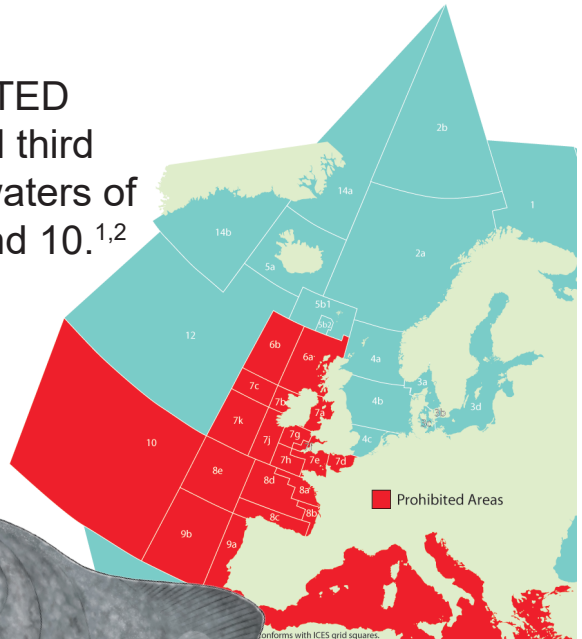 TED
l third
waters of
nd 10.1,2
2b
1
14a
14b
2a
5a
5b1
5b2
12
4a
6b
6a
3a
7c
4b
3b
3d
7b
7a
7k
4c
7j
7g
10
7h
7e
7d
8e
8d
8a
Prohibited Areas
8c
8b
9b
9a
conforms with ICES grid squares.